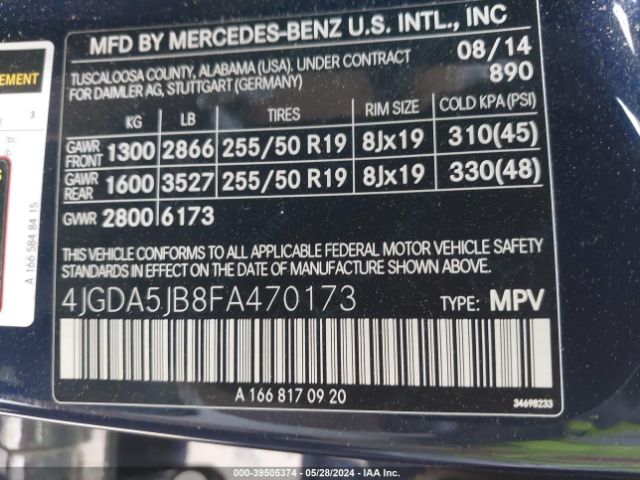 MFD BY MERCEDES-BENZ U.S. INTL., INC
TUSCALOOSA COUNTY, ALABAMA (USA). UNDER CONTRACT 08/14
FOR DAIMLER AG, STUTTGART (GERMANY) 890
KG LB TIRES RIM SIZE COLD KPA(PSI)
GAWR FRONT 1300 2866 255/50 R19 8Jx19 310(45)
GAWR REAR 1600 3527 255/50 R19 8Jx19 330(48)
GVWR 2800 6173
THIS VEHICLE CONFORMS TO ALL APPLICABLE FEDERAL MOTOR VEHICLE SAFETY
STANDARDS IN EFFECT ON THE DATE OF MANUFACTURE SHOWN ABOVE.
4JGDA5JB8FA470173 TYPE: MPV
A 166 817 09 20
34698233
EMENT
3
lbs.
lb.
A 166 584 84 15
000-39505374 | 05/28/2024 | IAA Inc.